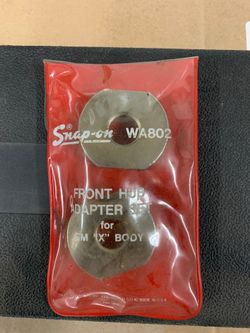 Snap-on WA802
FRONT HUB
ADAPTER SET
for
GM "X" BODY